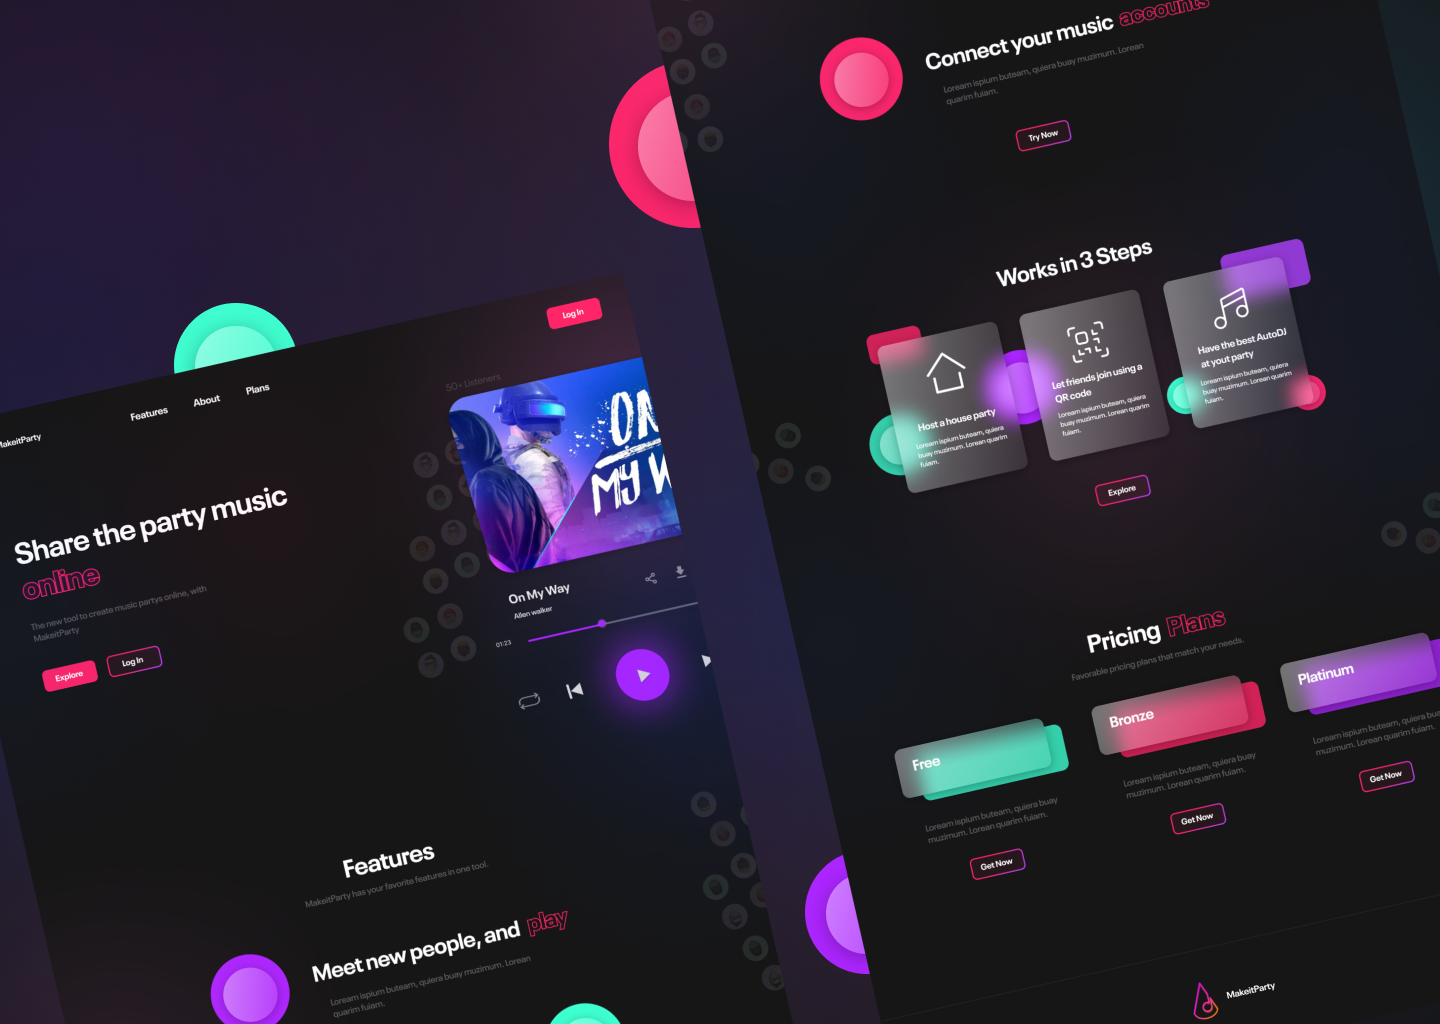 Log In
Features
About
Plans
MakeitParty
50+ Listeners
ON
MY W
Share the party music
online
The new tool to create music partys online, with
MakeitParty
Explore
Log In
On My Way
Allen walker
01:23
Features
MakeitParty has your favorite features in one tool.
Meet new people, and play
Loream ispium buteam, quiera buay muzimum. Lorean
quarim fuiam.
Connect your music accounts
Loream ispium buteam, quiera buay muzimum. Lorean
quarim fuiam.
Try Now
Works in 3 Steps
Host a house party
Loream ispium buteam, quiera
buay muzimum. Lorean quarim
fuiam.
Let friends join using a
QR code
Loream ispium buteam, quiera
buay muzimum. Lorean quarim
fuiam.
Have the best AutoDJ
at yout party
Loream ispium buteam, quiera
buay muzimum. Lorean quarim
fuiam.
Explore
Pricing Plans
Favorable pricing plans that match your needs.
Free
Loream ispium buteam, quiera buay
muzimum. Lorean quarim fuiam.
Get Now
Bronze
Loream ispium buteam, quiera buay
muzimum. Lorean quarim fuiam.
Get Now
Platinum
Loream ispium buteam, quiera bua
muzimum. Lorean quarim fuiam.
Get Now
MakeitParty